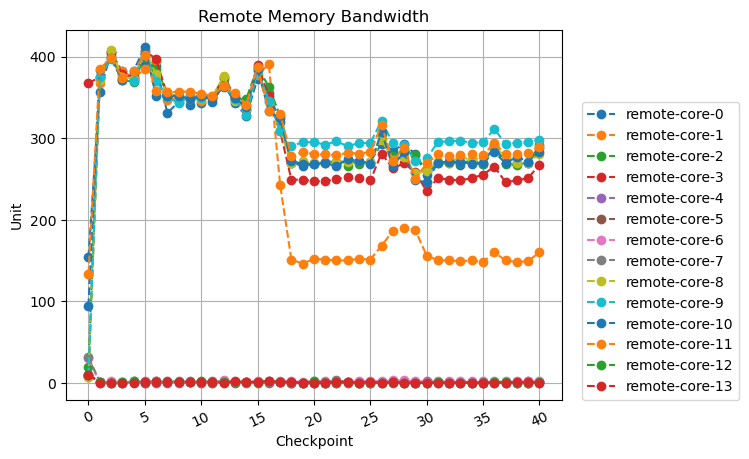 Remote Memory Bandwidth
400
300
200
100
0
Unit
0
5
10
15
20
25
30
35
40
Checkpoint
remote-core-0
remote-core-1
remote-core-2
remote-core-3
remote-core-4
remote-core-5
remote-core-6
remote-core-7
remote-core-8
remote-core-9
remote-core-10
remote-core-11
remote-core-12
remote-core-13